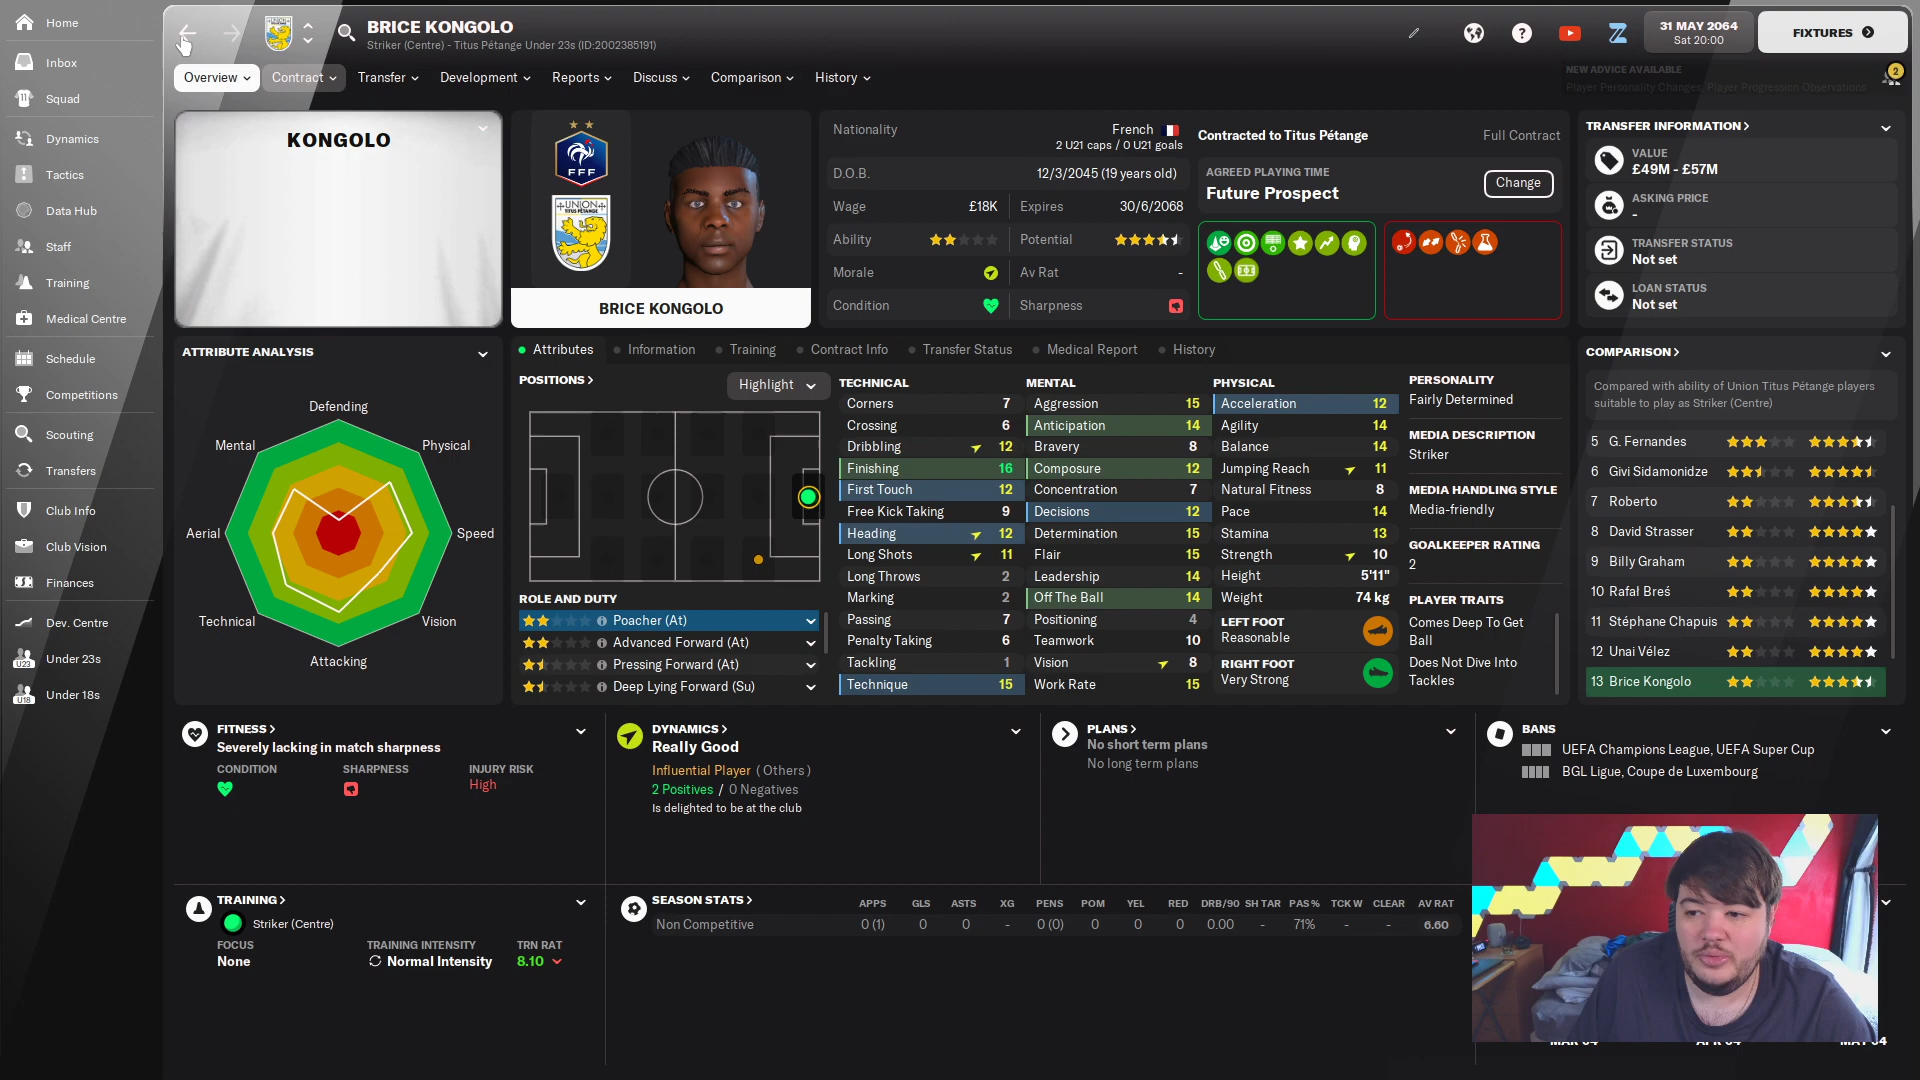 Home
Inbox
Squad
Dynamics
Tactics
Data Hub
Staff
Training
Medical Centre
Schedule
Competitions
Scouting
Transfers
Club Info
Club Vision
Finances
Dev. Centre
U23 Under 23s
U18 Under 18s
BRICE KONGOLO
Striker (Centre) - Titus Pétange Under 23s (ID:2002385191)
31 MAY 2064
Sat 20:00
FIXTURES
Overview Contract Transfer Development Reports Discuss Comparison History
NEW ADVICE AVAILABLE
Player Personality Changes, Player Progression Observations
2
KONGOLO
FFF
UNION
TITUS PÉTANGE
BRICE KONGOLO
Nationality French
2 U21 caps / 0 U21 goals
D.O.B. 12/3/2045 (19 years old)
Wage £18K Expires 30/6/2068
Ability Potential
Morale Av Rat -
Condition Sharpness
Contracted to Titus Pétange Full Contract
AGREED PLAYING TIME
Future Prospect
Change
TRANSFER INFORMATION
VALUE
£49M - £57M
ASKING PRICE
-
TRANSFER STATUS
Not set
LOAN STATUS
Not set
ATTRIBUTE ANALYSIS
Defending
Mental Physical
Aerial Speed
Technical Vision
Attacking
Attributes Information Training Contract Info Transfer Status Medical Report History
POSITIONS
Highlight
ROLE AND DUTY
Poacher (At)
Advanced Forward (At)
Pressing Forward (At)
Deep Lying Forward (Su)
TECHNICAL
Corners 7
Crossing 6
Dribbling 12
Finishing 16
First Touch 12
Free Kick Taking 9
Heading 12
Long Shots 11
Long Throws 2
Marking 2
Passing 7
Penalty Taking 6
Tackling 1
Technique 15
MENTAL
Aggression 15
Anticipation 14
Bravery 8
Composure 12
Concentration 7
Decisions 12
Determination 15
Flair 15
Leadership 14
Off The Ball 14
Positioning 4
Teamwork 10
Vision 8
Work Rate 15
PHYSICAL
Acceleration 12
Agility 14
Balance 14
Jumping Reach 11
Natural Fitness 8
Pace 14
Stamina 13
Strength 10
Height 5'11"
Weight 74 kg
LEFT FOOT
Reasonable
RIGHT FOOT
Very Strong
PERSONALITY
Fairly Determined
MEDIA DESCRIPTION
Striker
MEDIA HANDLING STYLE
Media-friendly
GOALKEEPER RATING
2
PLAYER TRAITS
Comes Deep To Get
Ball
Does Not Dive Into
Tackles
COMPARISON
Compared with ability of Union Titus Pétange players
suitable to play as Striker (Centre)
5 G. Fernandes
6 Givi Sidamonidze
7 Roberto
8 David Strasser
9 Billy Graham
10 Rafał Breś
11 Stéphane Chapuis
12 Unai Vélez
13 Brice Kongolo
FITNESS
Severely lacking in match sharpness
CONDITION SHARPNESS INJURY RISK
High
DYNAMICS
Really Good
Influential Player (Others)
2 Positives / 0 Negatives
Is delighted to be at the club
PLANS
No short term plans
No long term plans
BANS
UEFA Champions League, UEFA Super Cup
BGL Ligue, Coupe de Luxembourg
TRAINING
Striker (Centre)
FOCUS TRAINING INTENSITY TRN RAT
None Normal Intensity 8.10
SEASON STATS APPS GLS ASTS XG PENS POM YEL RED DRB/90 SH TAR PAS% TCK W CLEAR AV RAT
Non Competitive 0 (1) 0 0 - 0 (0) 0 0 0 0.00 - 71% - - 6.60